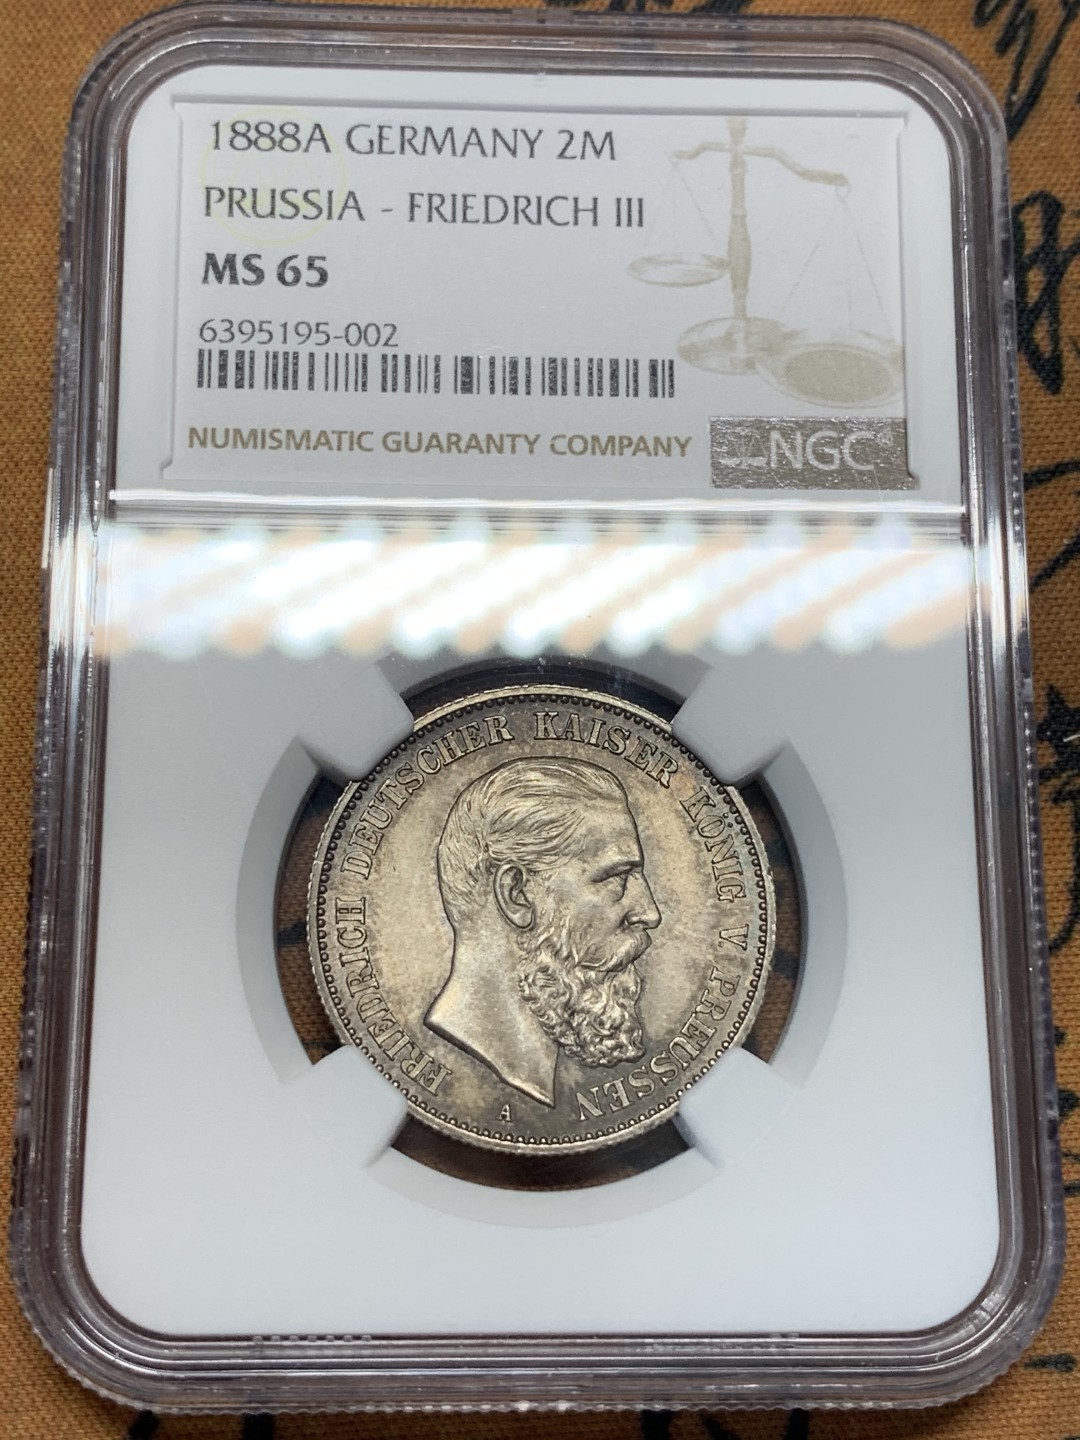 1888A GERMANY 2M
PRUSSIA - FRIEDRICH III
MS 65
6395195-002
NUMISMATIC GUARANTY COMPANY
NGC
FRIEDRICH DEUTSCHER KAISER KÖNIG V. PREUSSEN
A